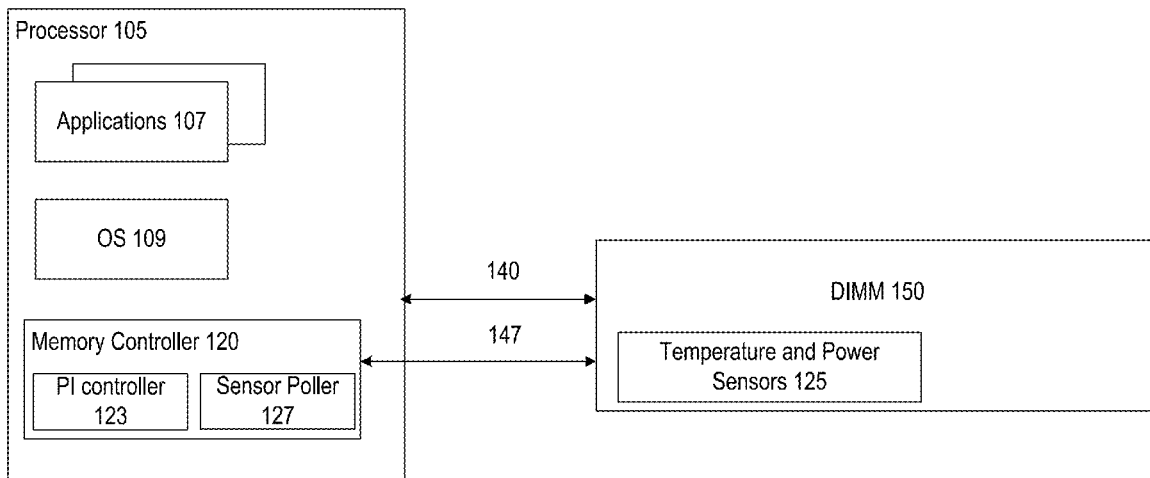 Processor 105
Applications 107
OS 109
Memory Controller 120
PI controller
123
Sensor Poller
127
140
147
DIMM 150
Temperature and Power
Sensors 125